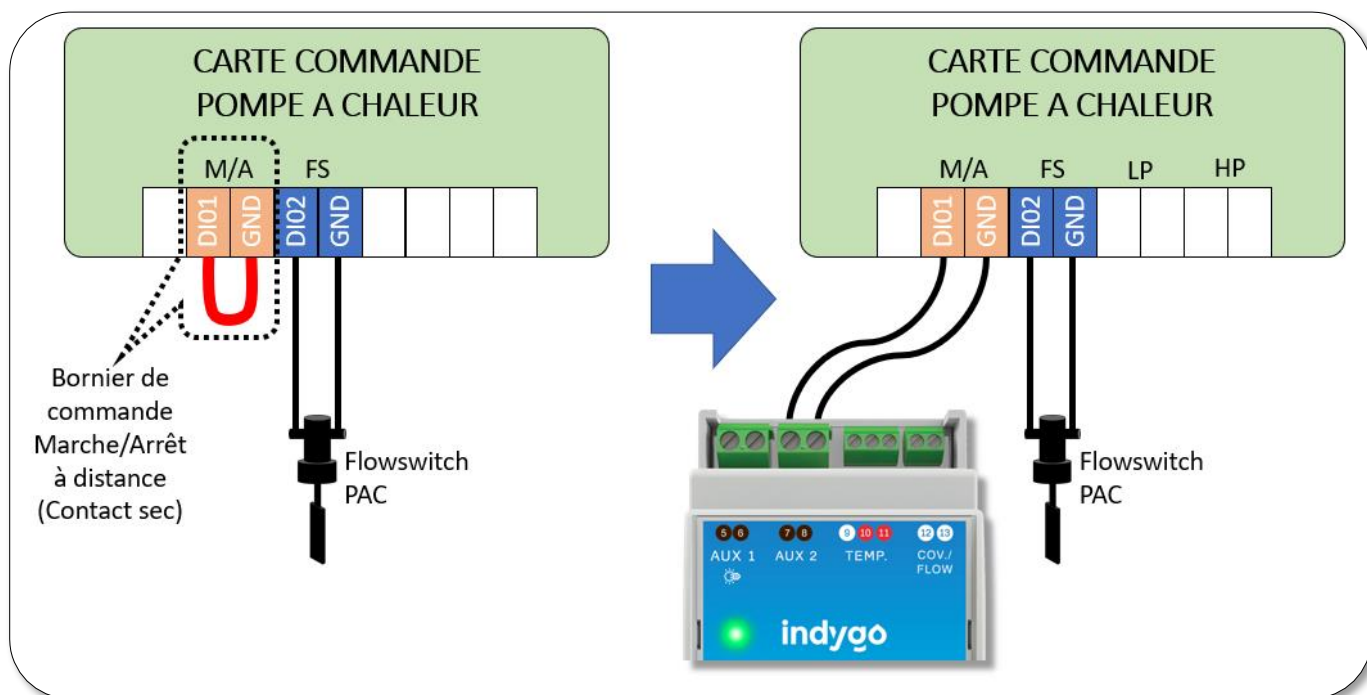 CARTE COMMANDE
POMPE A CHALEUR
M/A FS
DI01 GND DI02 GND
Bornier de
commande
Marche/Arrêt
à distance
(Contact sec)
Flowswitch
PAC
CARTE COMMANDE
POMPE A CHALEUR
M/A FS LP HP
DI01 GND DI02 GND
Flowswitch
PAC
5 6 7 8 9 10 11 12 13
AUX 1 AUX 2 TEMP. COV./
FLOW
indygo